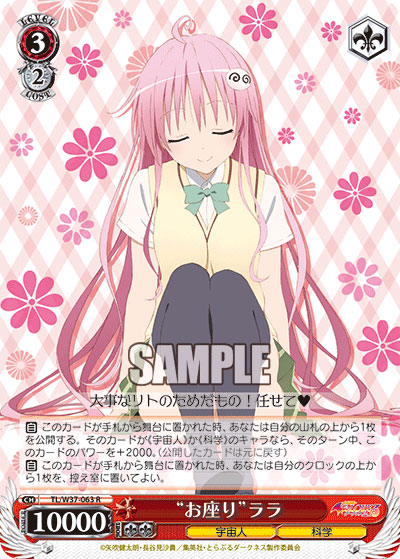 LEVEL
3
2
COST
SAMPLE
大事なリトのためだもの！任せて♥
自 このカードが手札から舞台に置かれた時、あなたは自分の山札の上から1枚
を公開する。そのカードが《宇宙人》か《科学》のキャラなら、そのターン中、こ
のカードのパワーを+2000。(公開したカードは元に戻す)
自 このカードが手札から舞台に置かれた時、あなたは自分のクロックの上か
ら1枚を、控え室に置いてよい。
CH TL/W37-063 R
10000
“お座り”ララ
宇宙人
科学
©矢吹健太朗・長谷見沙貴／集英社・とらぶるダークネス製作委員会